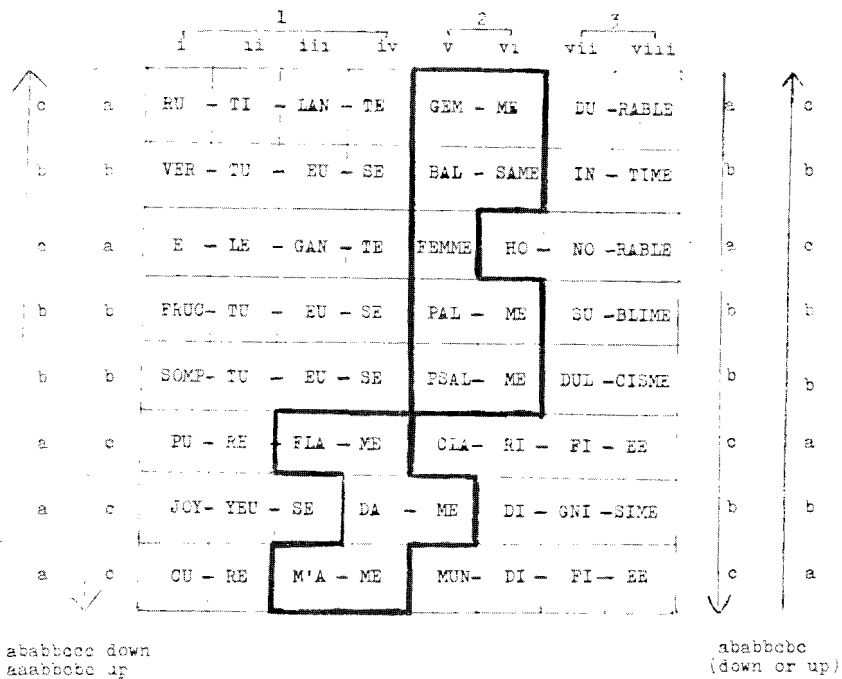 1 2 3
i ii iii iv v vi vii viii
c a RU – TI – LAN – TE GEM – ME DU – RABLE a c
b b VER – TU – EU – SE BAL – SAME IN – TIME b b
c a E – LE – GAN – TE FEMME HO – NO – RABLE a c
b b FRUC – TU – EU – SE PAL – ME SU – BLIME b b
b b SOMP – TU – EU – SE PSAL – ME DUL – CISME b b
a c PU – RE – FLA – ME CLA – RI – FI – EE c a
a c JOY – YEU – SE DA – ME DI – GNI – SIME b b
a c CU – RE M'A – ME MUN – DI – FI – EE c a
ababbccc down
aaabbcbc up
ababbcbc
(down or up)